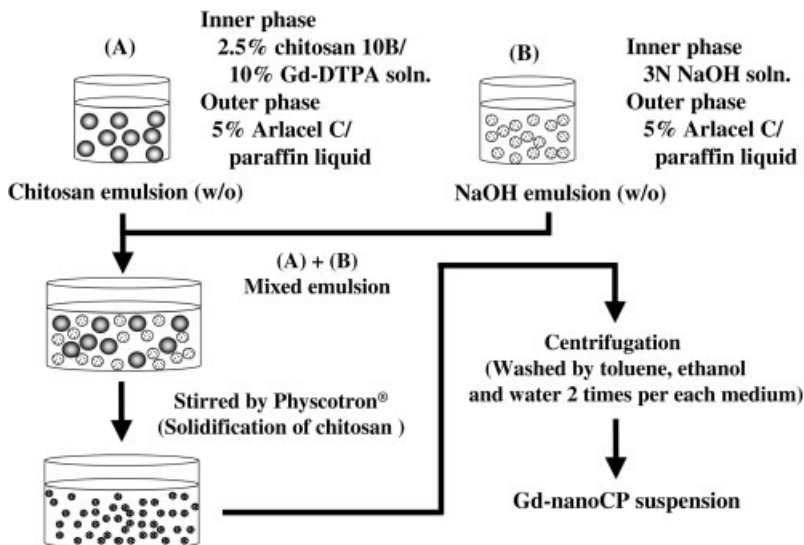 (A)
Inner phase
2.5% chitosan 10B/
10% Gd-DTPA soln.
Outer phase
5% Arlacel C/
paraffin liquid
Chitosan emulsion (w/o)
(B)
Inner phase
3N NaOH soln.
Outer phase
5% Arlacel C/
paraffin liquid
NaOH emulsion (w/o)
(A) + (B)
Mixed emulsion
Stirred by Physcotron®
(Solidification of chitosan )
Centrifugation
(Washed by toluene, ethanol
and water 2 times per each medium)
Gd-nanoCP suspension